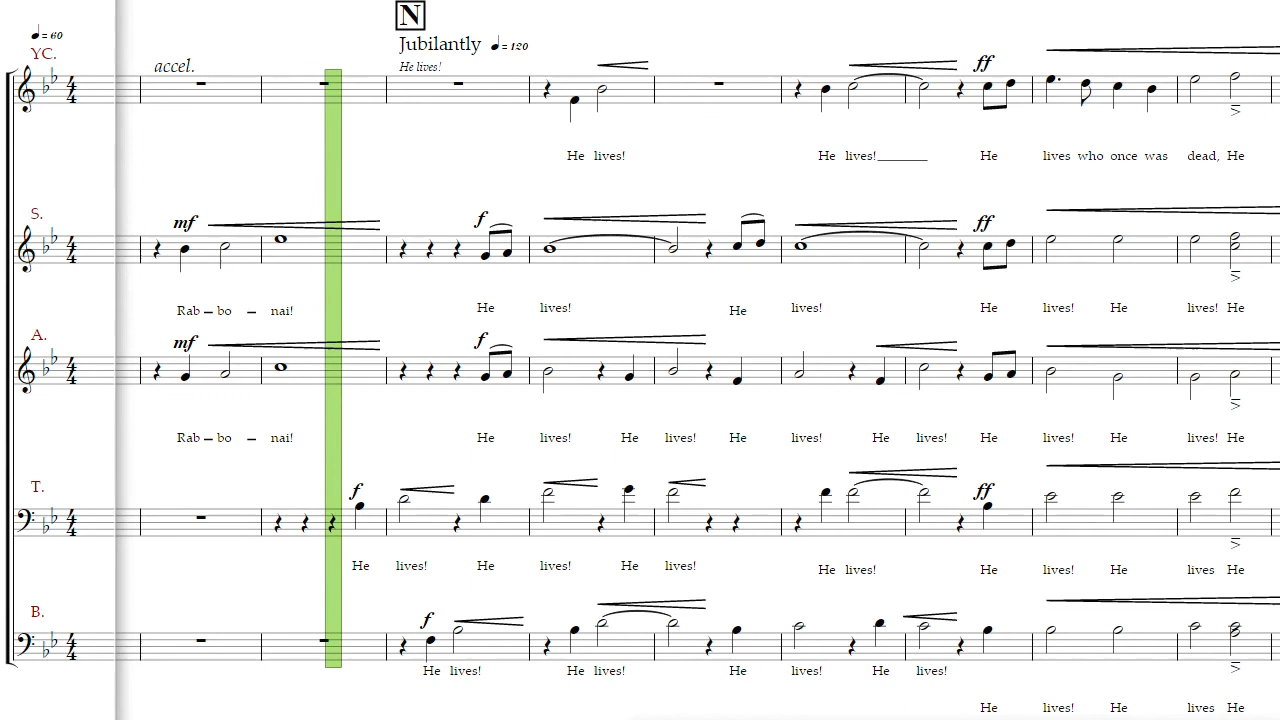 N
♩= 60
Jubilantly ♩= 120
YC.
accel.
He lives!
ff
He lives! He lives!______ He lives who once was dead, He
S.
mf f ff
Rab – bo – nai! He lives! He lives! He lives! He lives! He
A.
mf f
Rab – bo – nai! He lives! He lives! He lives! He lives! He lives! He lives! He
T.
f ff
He lives! He lives! He lives! He lives! He lives! He lives He
B.
f
He lives! He lives! He lives! He lives!
He lives! He lives He